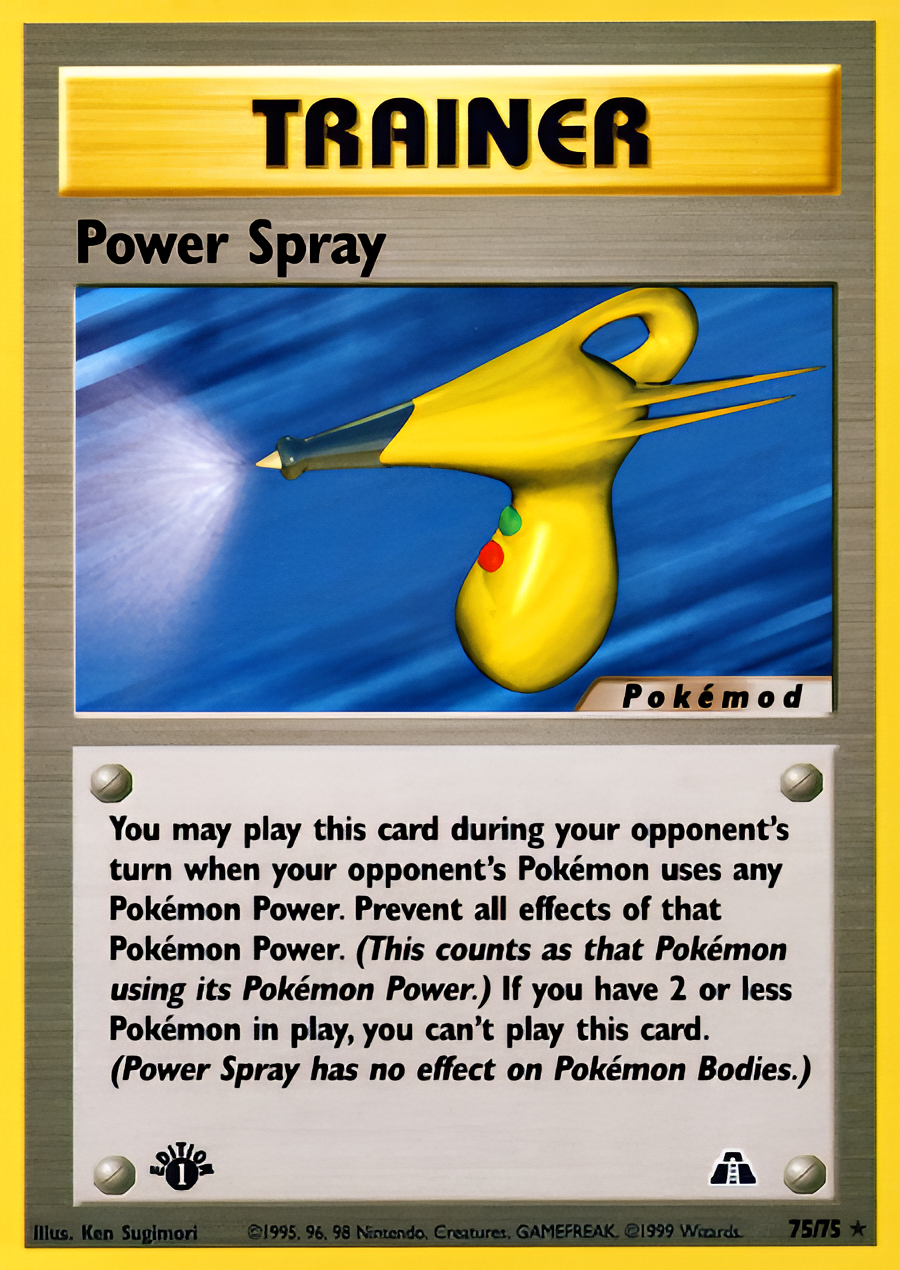 TRAINER
Power Spray
Pokémod
You may play this card during your opponent's
turn when your opponent's Pokémon uses any
Pokémon Power. Prevent all effects of that
Pokémon Power. (This counts as that Pokémon
using its Pokémon Power.) If you have 2 or less
Pokémon in play, you can't play this card.
(Power Spray has no effect on Pokémon Bodies.)
EDITION
1
Illus. Ken Sugimori ©1995, 96, 98 Nintendo, Creatures, GAMEFREAK. ©1999 Wizards. 75/75 ★